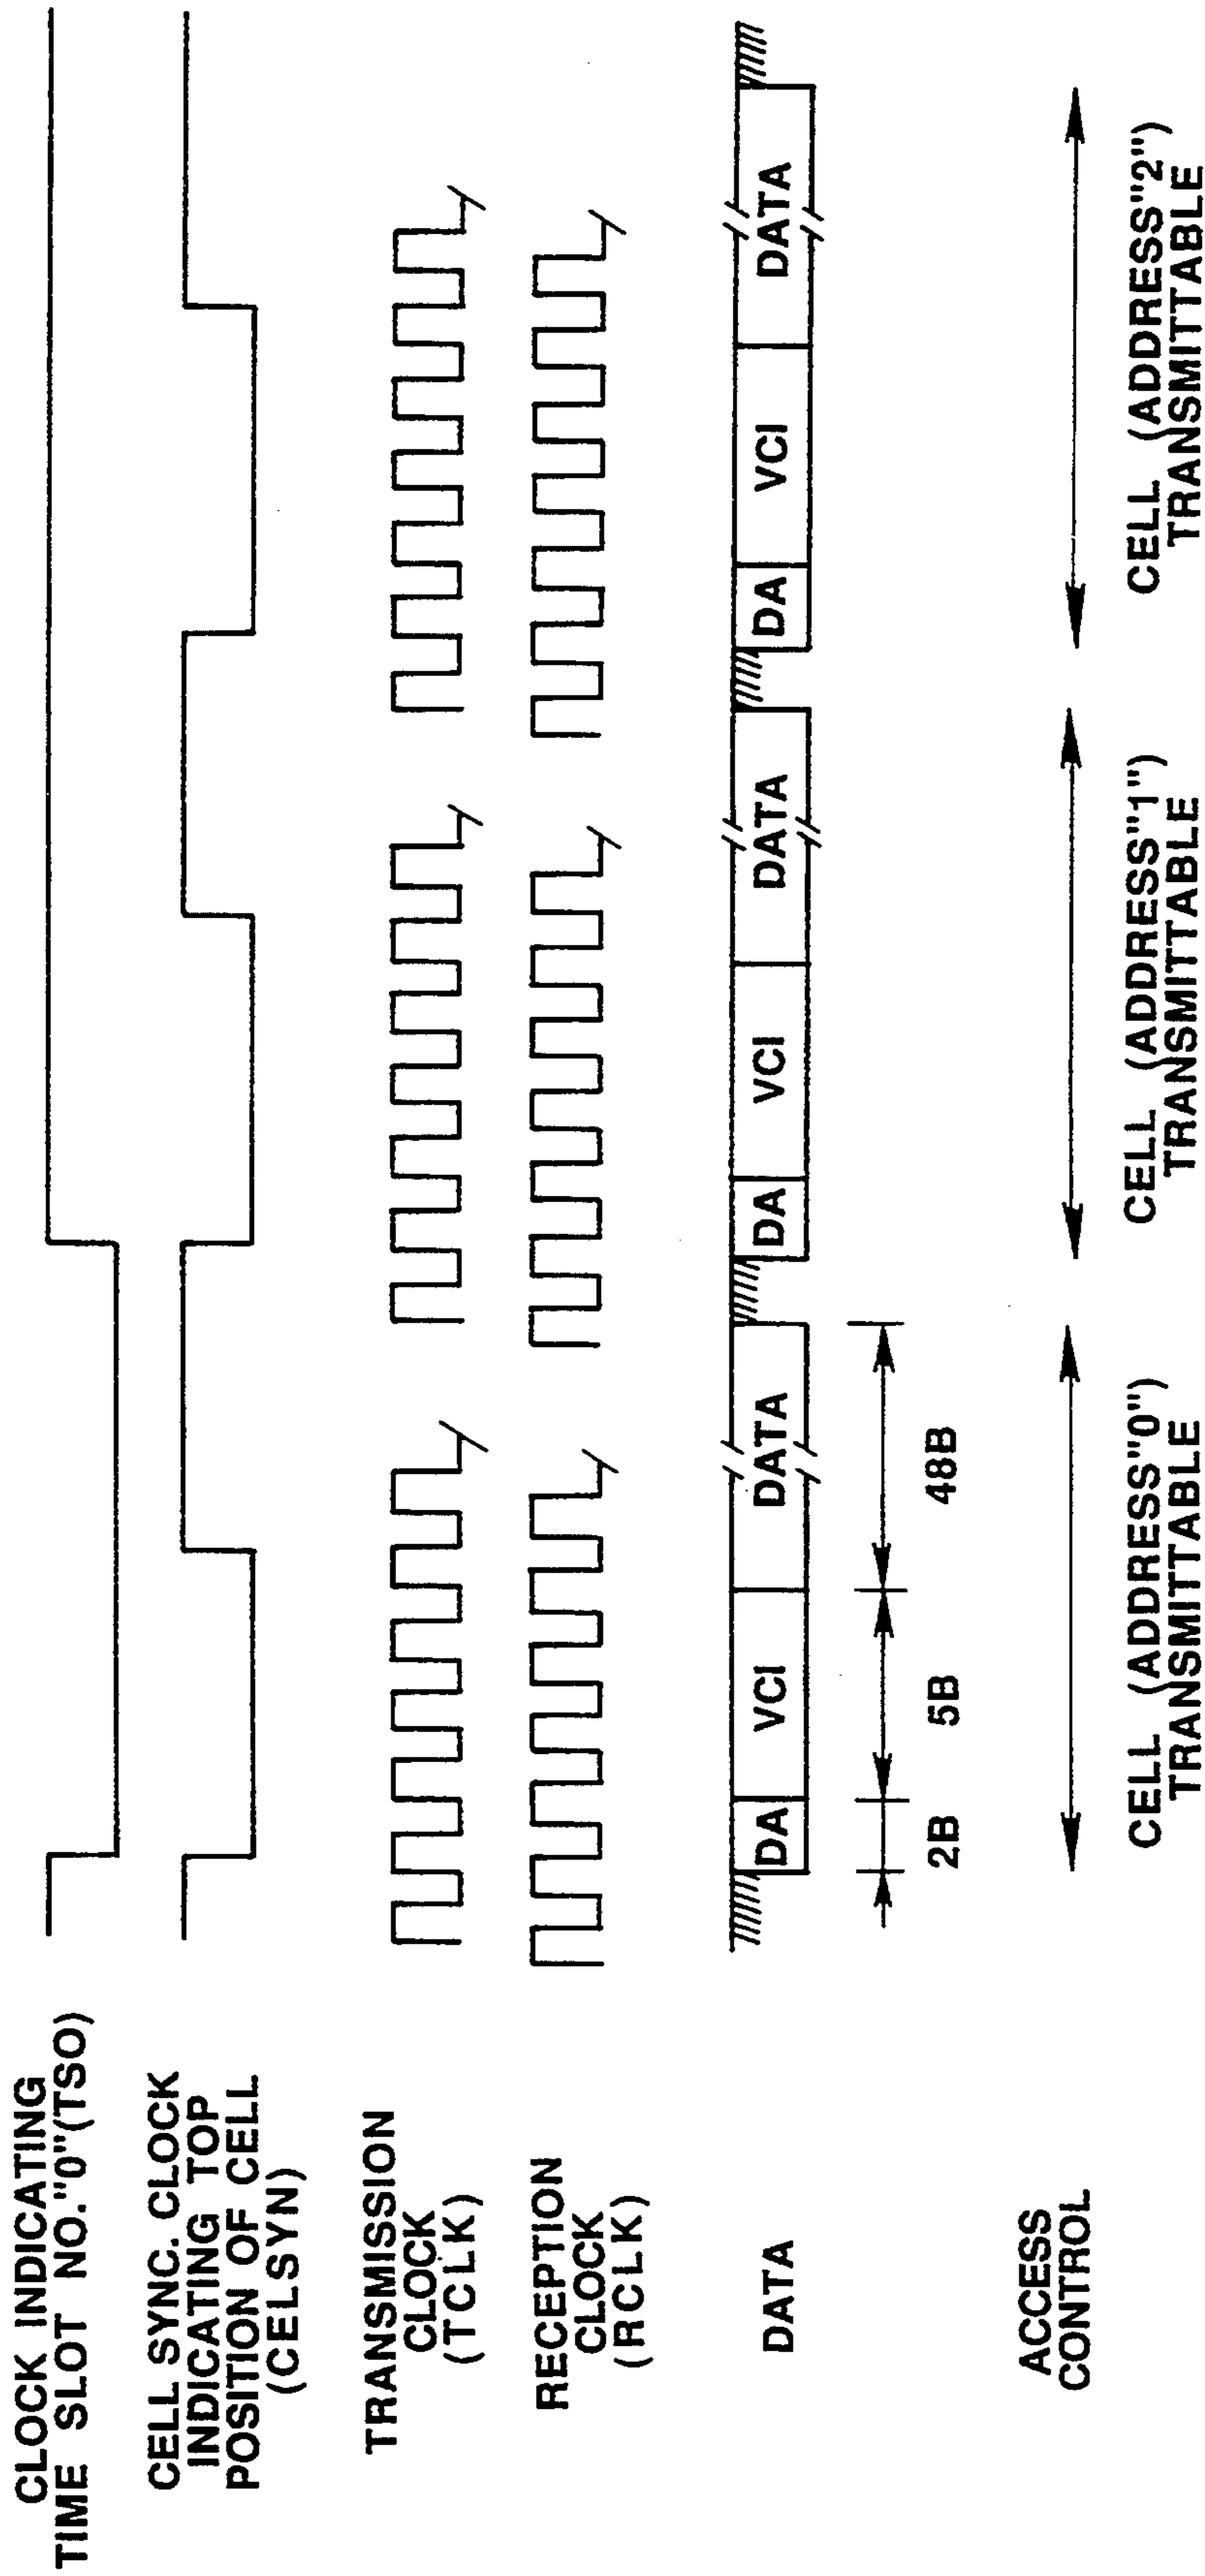 CLOCK INDICATING
TIME SLOT NO."0"(TSO)
CELL SYNC. CLOCK
INDICATING TOP
POSITION OF CELL
(CELSYN)
TRANSMISSION
CLOCK
(TCLK)
RECEPTION
CLOCK
(RCLK)
DATA
DA
VCI
DATA
DA
VCI
DATA
DA
VCI
DATA
2B
5B
48B
ACCESS
CONTROL
CELL (ADDRESS"0")
TRANSMITTABLE
CELL (ADDRESS"1")
TRANSMITTABLE
CELL (ADDRESS"2")
TRANSMITTABLE